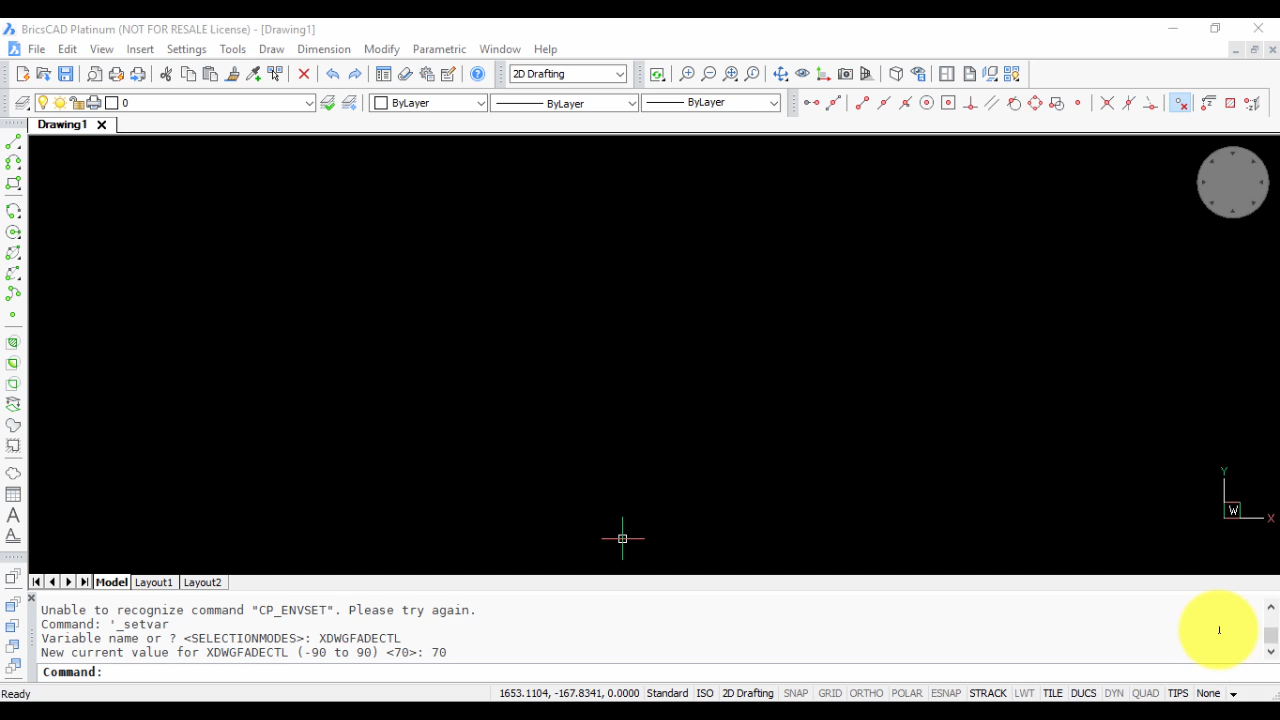 BricsCAD Platinum (NOT FOR RESALE License) - [Drawing1]
File Edit View Insert Settings Tools Draw Dimension Modify Parametric Window Help
2D Drafting
0 ByLayer ByLayer ByLayer
Drawing1
Y
W X
Model Layout1 Layout2
Unable to recognize command "CP_ENVSET". Please try again.
Command: '_setvar
Variable name or ? <SELECTIONMODES>: XDWGFADECTL
New current value for XDWGFADECTL (-90 to 90) <70>: 70
Command:
Ready 1653.1104, -167.8341, 0.0000 Standard ISO 2D Drafting SNAP GRID ORTHO POLAR ESNAP STRACK LWT TILE DUCS DYN QUAD TIPS None